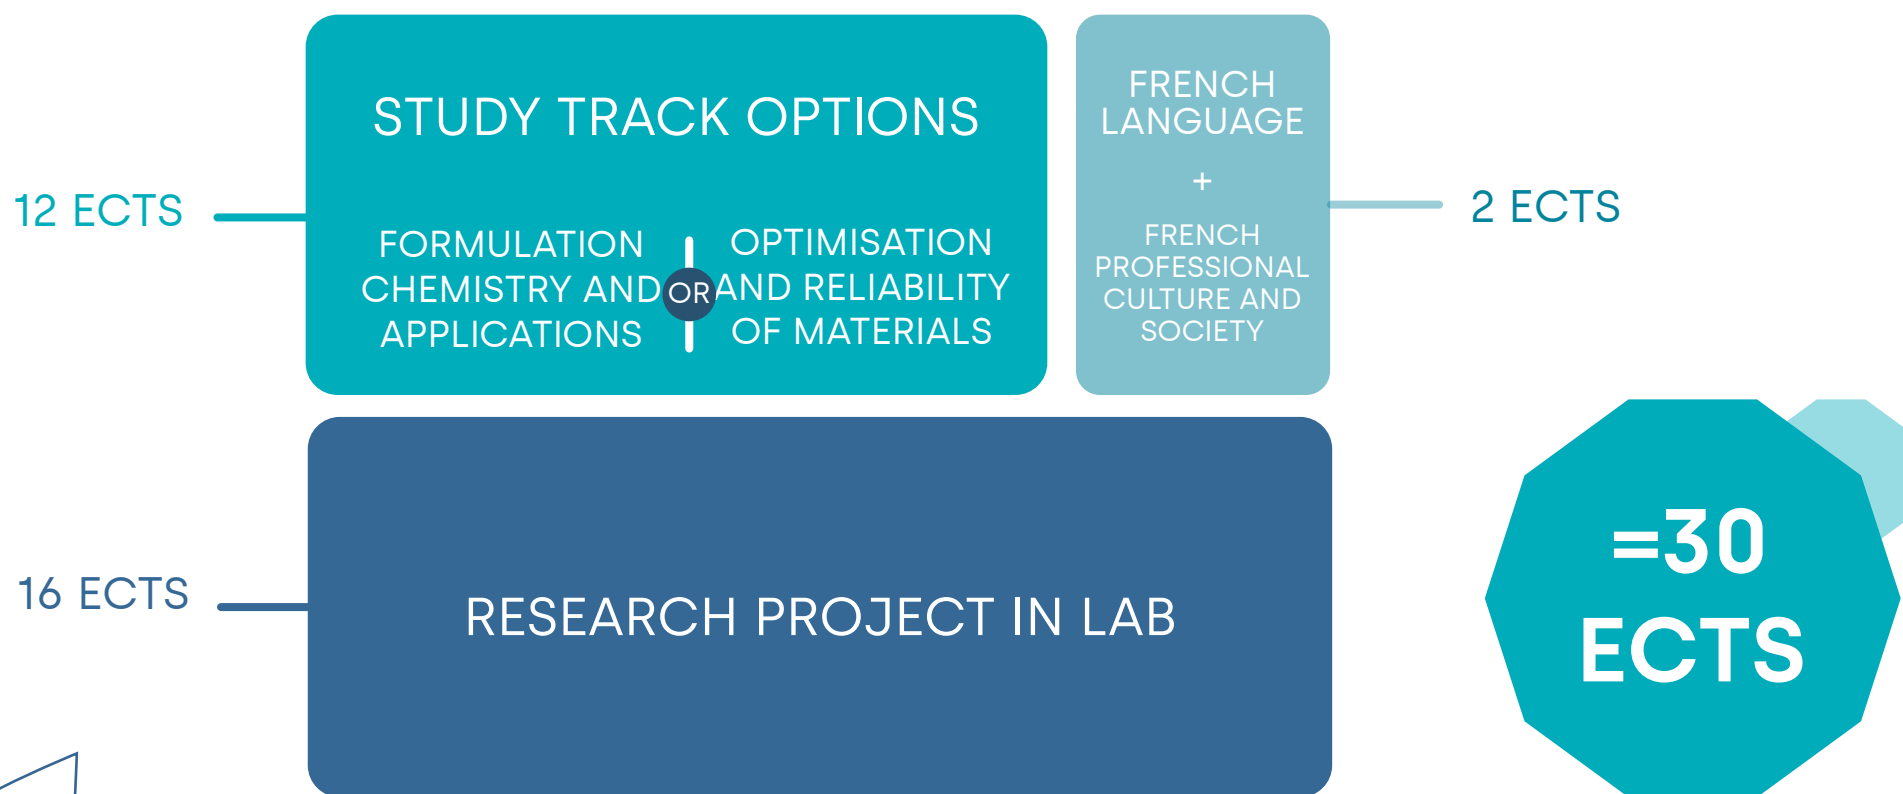 12 ECTS
STUDY TRACK OPTIONS
FORMULATION
CHEMISTRY AND
APPLICATIONS
OR
OPTIMISATION
AND RELIABILITY
OF MATERIALS
FRENCH
LANGUAGE
+
FRENCH
PROFESSIONAL
CULTURE AND
SOCIETY
2 ECTS
16 ECTS
RESEARCH PROJECT IN LAB
=30
ECTS